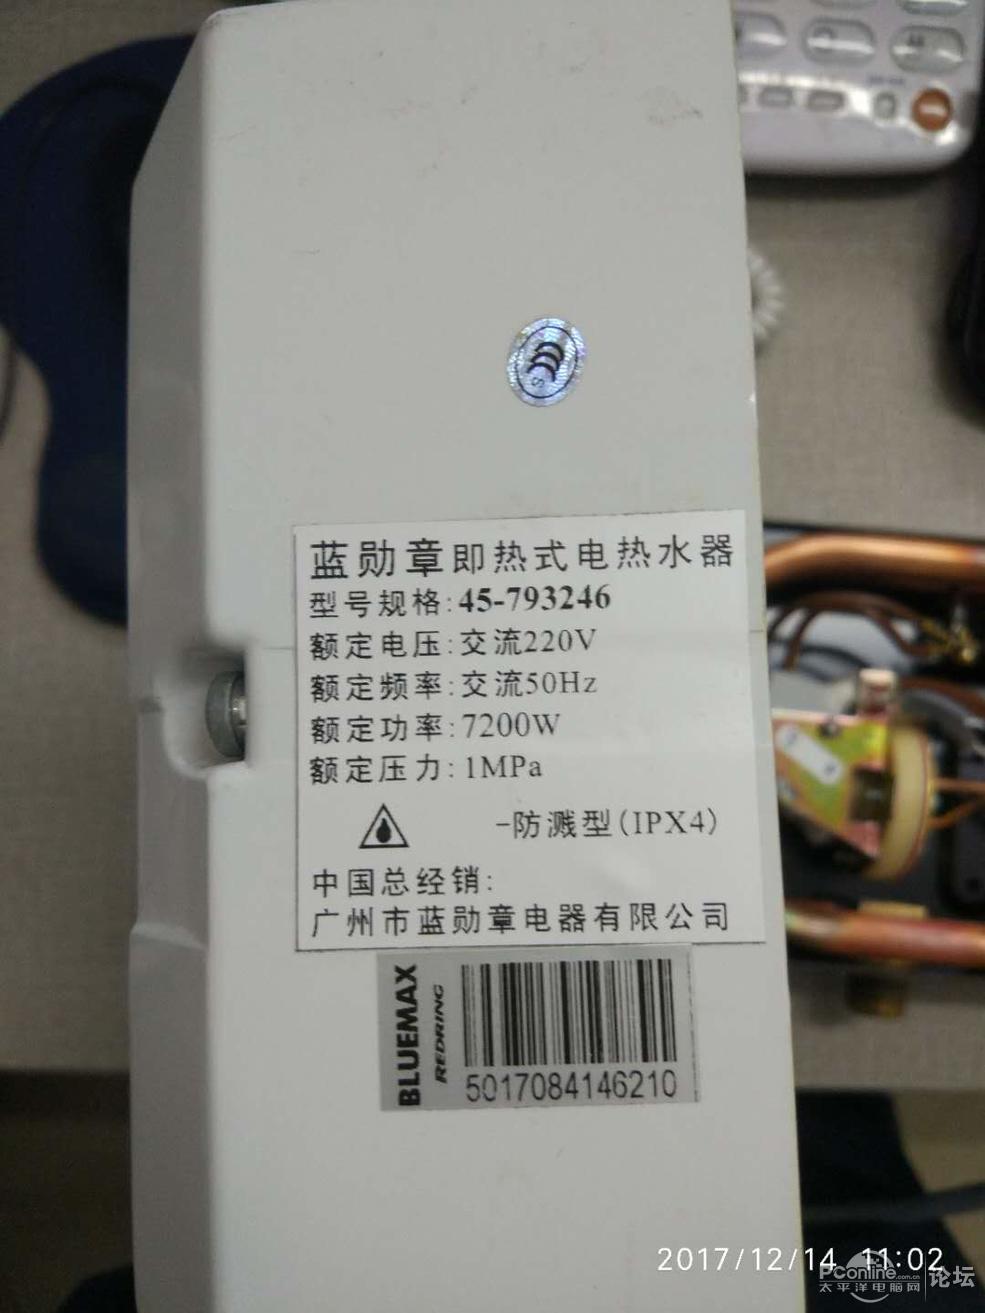 S
蓝勋章即热式电热水器
型号规格:45-793246
额定电压:交流220V
额定频率:交流50Hz
额定功率:7200W
额定压力:1MPa
-防溅型(IPX4)
中国总经销:
广州市蓝勋章电器有限公司
BLUEMAX
REDRING
5017084146210
2017/12/14 11:02
PConline.com.cn
太平洋电脑网
论坛